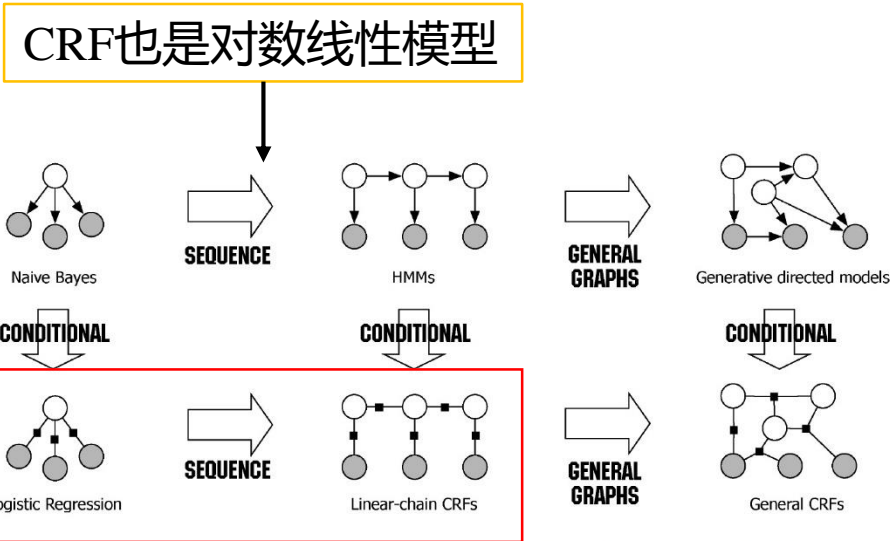 CRF也是对数线性模型
SEQUENCE
GENERAL
GRAPHS
Naive Bayes
HMMs
Generative directed models
CONDITIONAL
CONDITIONAL
CONDITIONAL
SEQUENCE
GENERAL
GRAPHS
ogistic Regression
Linear-chain CRFs
General CRFs